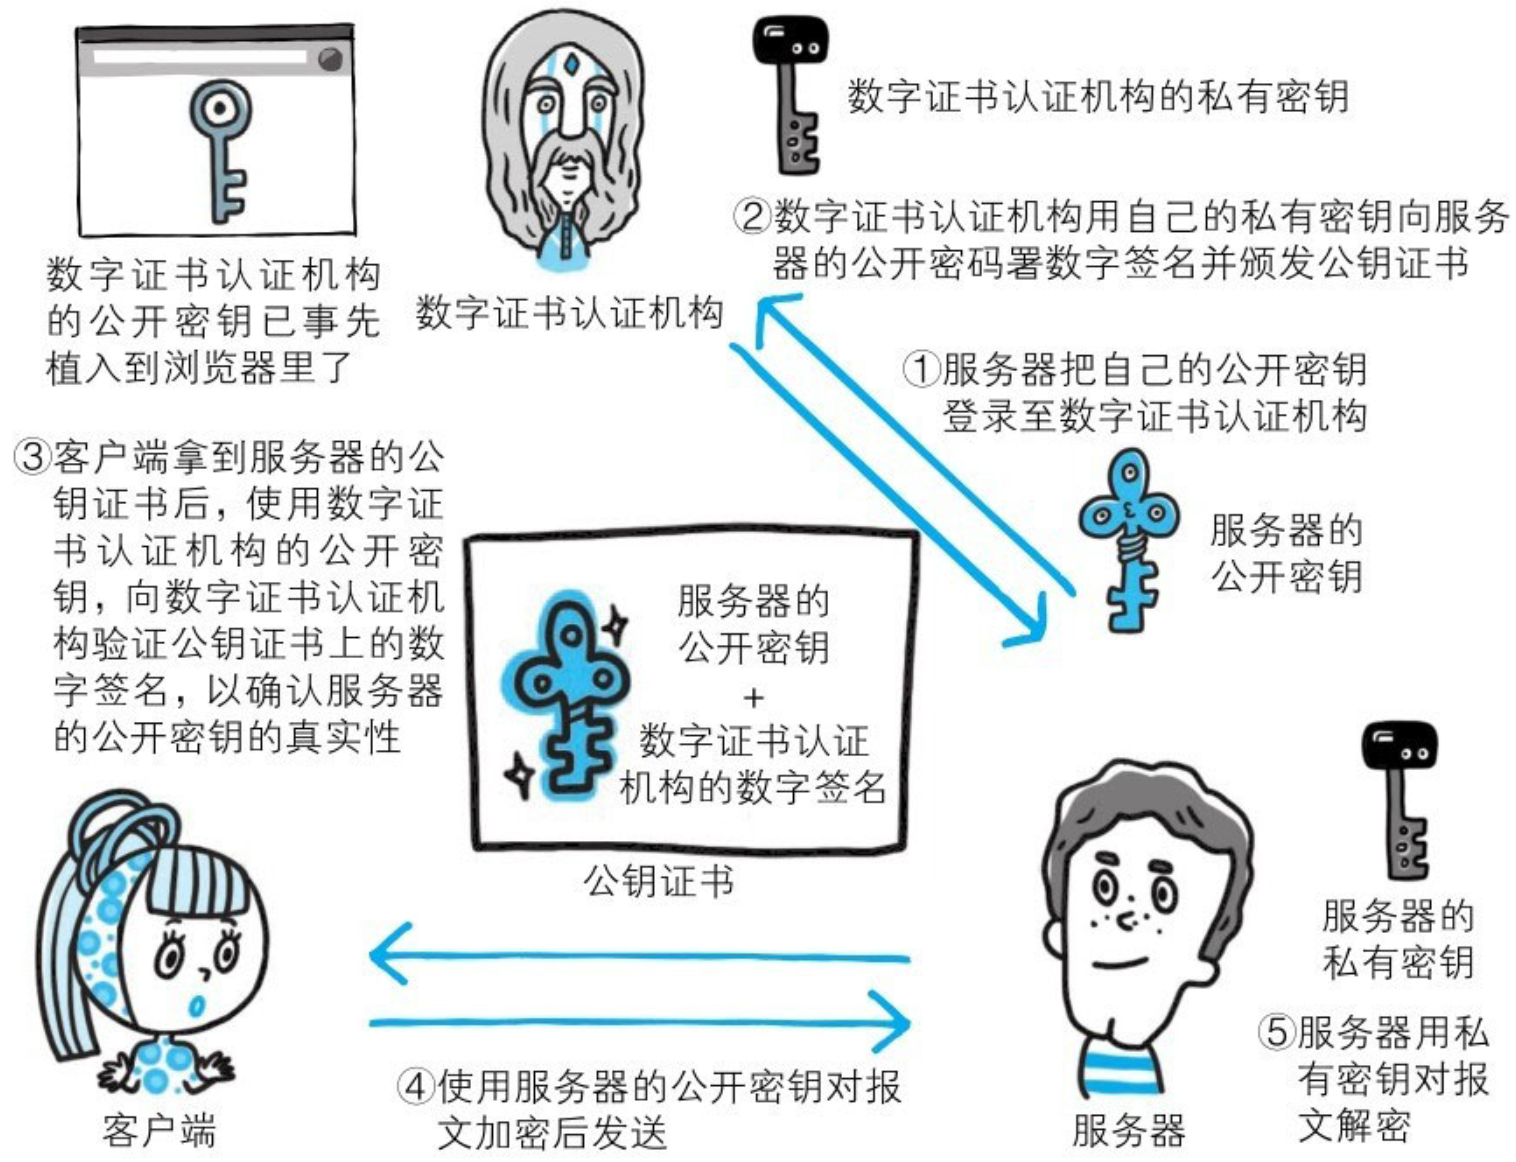 数字证书认证机构
的公开密钥已事先
植入到浏览器里了
数字证书认证机构
数字证书认证机构的私有密钥
②数字证书认证机构用自己的私有密钥向服务
器的公开密码署数字签名并颁发公钥证书
①服务器把自己的公开密钥
登录至数字证书认证机构
服务器的
公开密钥
③客户端拿到服务器的公
钥证书后，使用数字证
书认证机构的公开密
钥，向数字证书认证机
构验证公钥证书上的数
字签名，以确认服务器
的公开密钥的真实性
服务器的
公开密钥
+
数字证书认证
机构的数字签名
公钥证书
客户端
④使用服务器的公开密钥对报
文加密后发送
服务器
服务器的
私有密钥
⑤服务器用私
有密钥对报
文解密